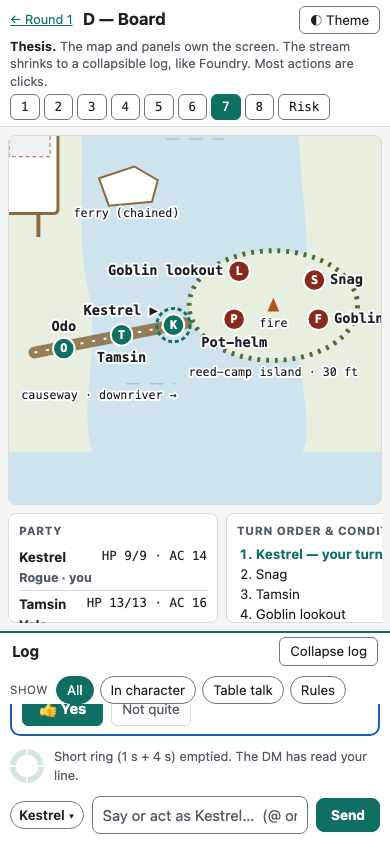 ← Round 1 D — Board
◐ Theme
Thesis. The map and panels own the screen. The stream
shrinks to a collapsible log, like Foundry. Most actions are
clicks.
1 2 3 4 5 6 7 8 Risk
ferry (chained)
Goblin lookout L
S Snag
Kestrel ▶
K
P
fire
F Goblin
Odo
O
T
Tamsin
Pot-helm
reed-camp island · 30 ft
causeway · downriver →
PARTY
Kestrel HP 9/9 · AC 14
Rogue · you
Tamsin HP 13/13 · AC 16
TURN ORDER & CONDI
1. Kestrel — your turn
2. Snag
3. Tamsin
4. Goblin lookout
Log
Collapse log
SHOW All In character Table talk Rules
👍 Yes Not quite
Short ring (1 s + 4 s) emptied. The DM has read your
line.
Kestrel ▾ Say or act as Kestrel… (@ or Send